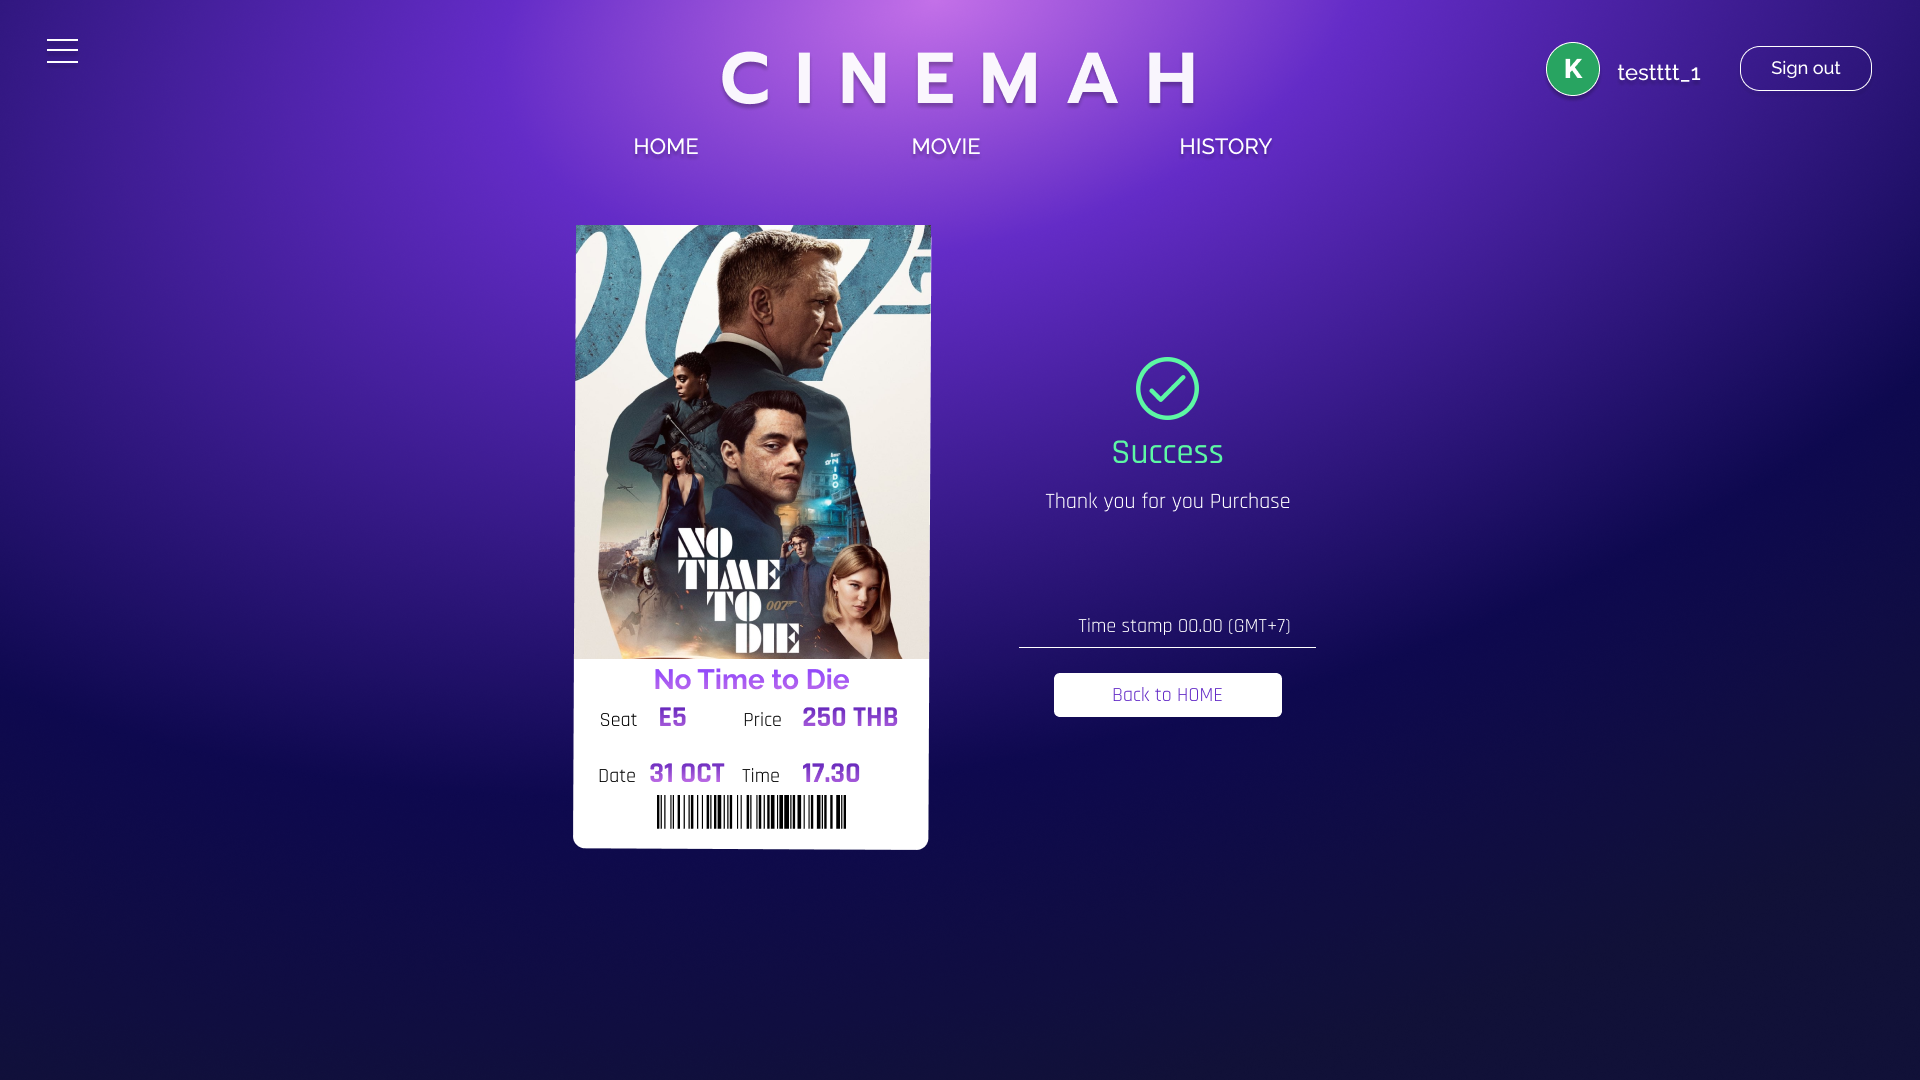 CINEMAH
K
testttt_1
Sign out
HOME
MOVIE
HISTORY
007
NO
TIME
TO 007
DIE
No Time to Die
Seat E5 Price 250 THB
Date 31 OCT Time 17.30
Success
Thank you for you Purchase
Time stamp 00.00 (GMT+7)
Back to HOME